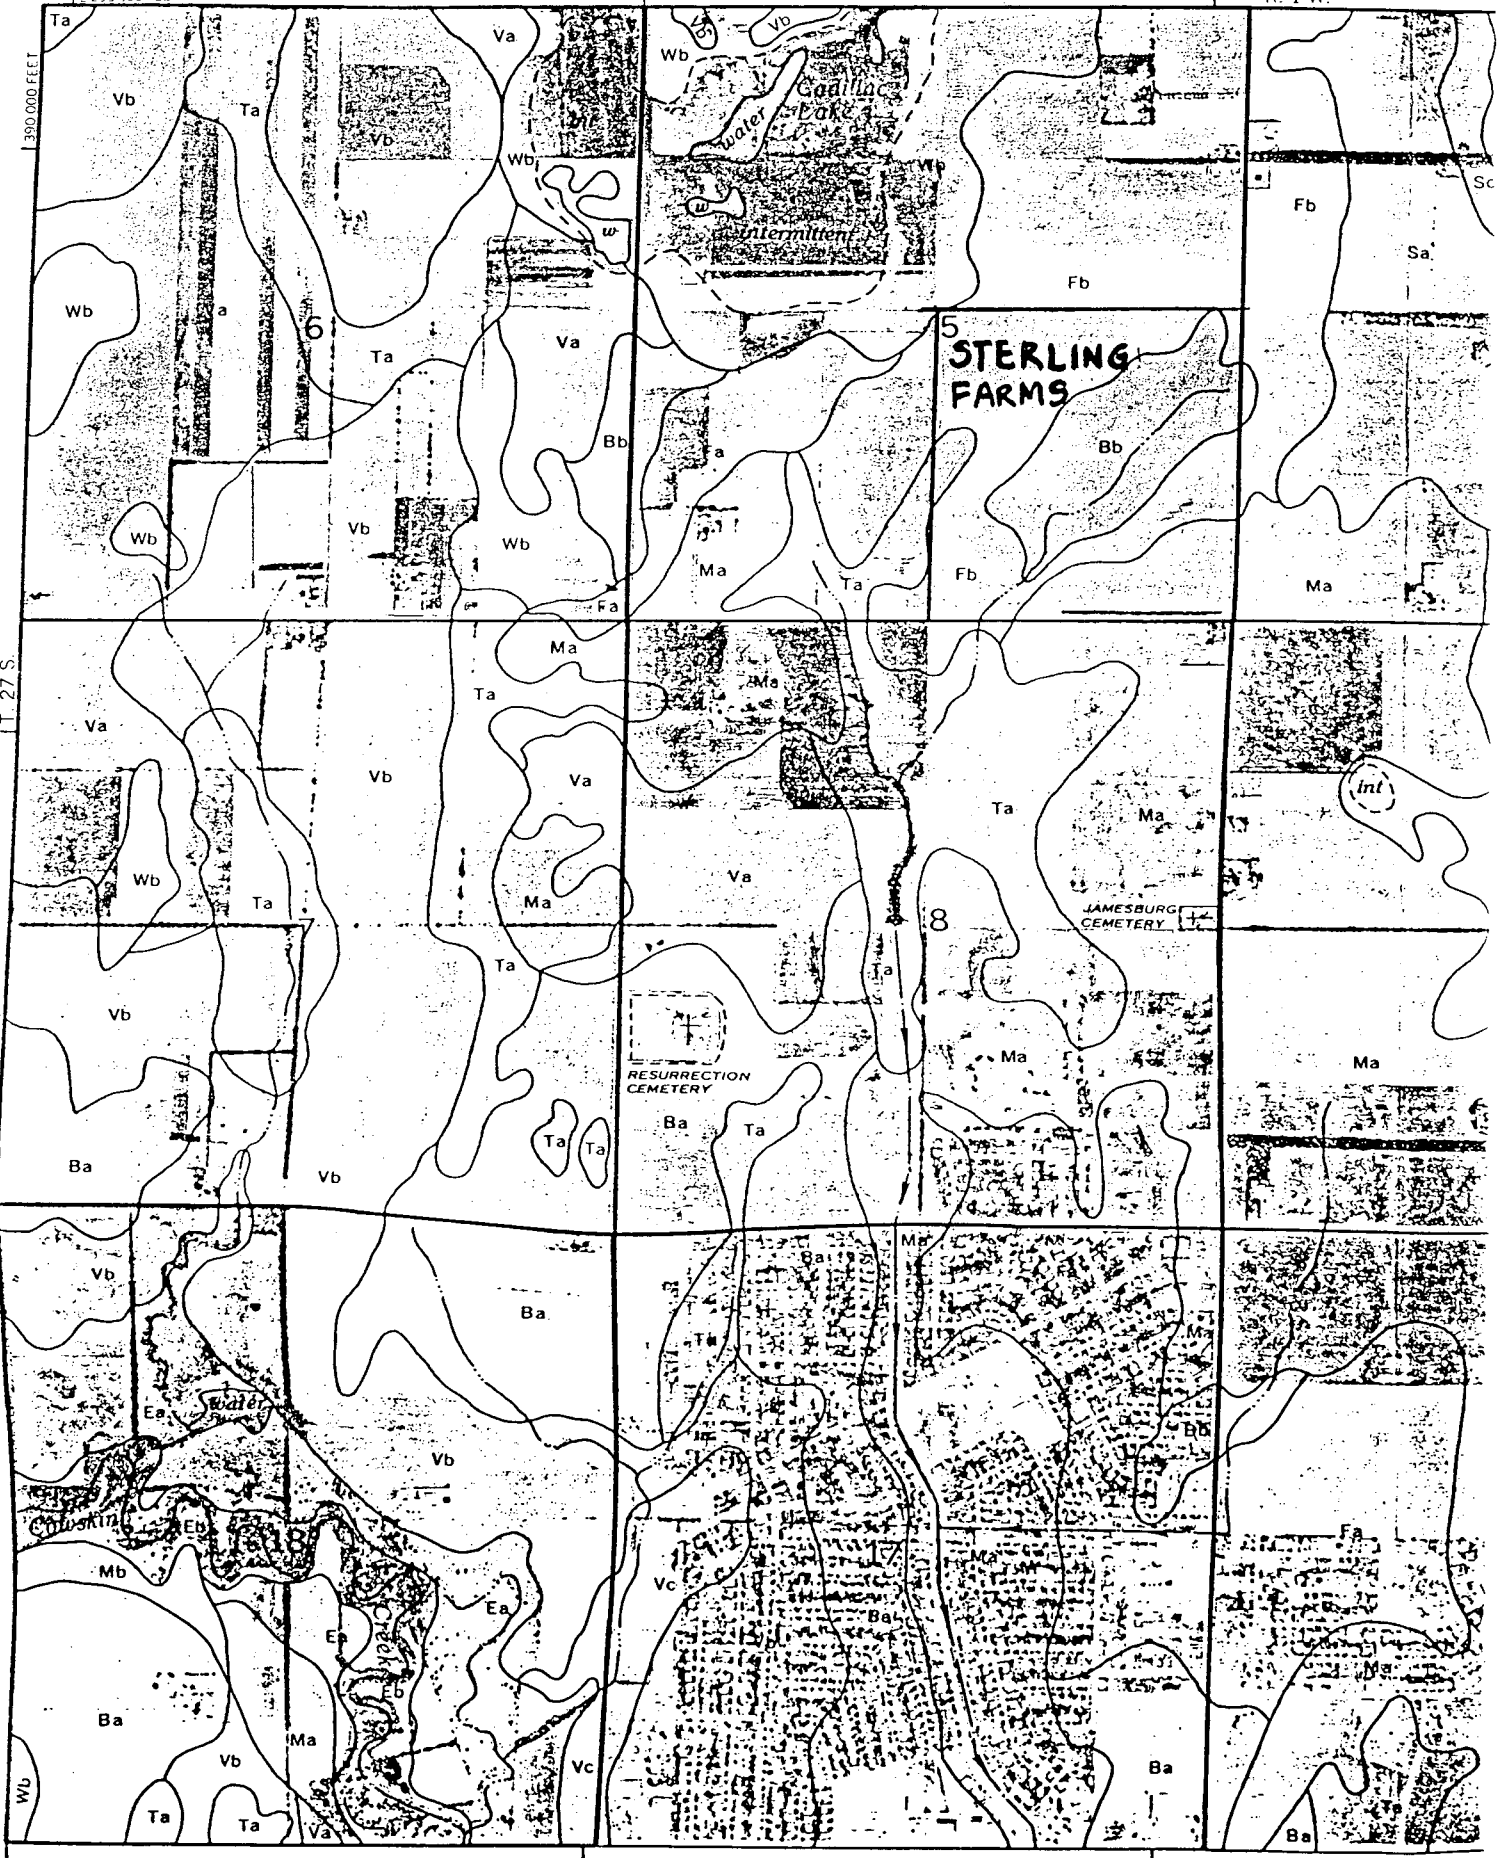 Ta
Va
Vb
Vb
Wb
Cadillac
Lake
water
Vb
Ta
Vb
Wb
Wb
Sc
w
w
intermittent
Fb
Sa
Fb
390 000 FEET
Wb
a
6
Ta
Va
5
STERLING
FARMS
Bb
a
Bb
Wb
Vb
Wb
Ma
Ta
Fb
Ma
Fa
T 27 S
Ma
Ta
Ma
Va
Vb
Va
Ta
Ma
Int
Wb
Ta
Ma
Va
8
JAMESBURG
CEMETERY
7
Ta
a
Vb
RESURRECTION
CEMETERY
Ma
Ma
Ba
Ta
Ta
Ta
Ba
Vb
Ma
Ba
Vb
Ba
Ta
Ma
Ea
water
Vb
Bb
Cowskin
Eb
18
17
Ma
Fa
Mb
Vc
Ea
Ba
Ea
Creek
Eb
Ma
Ba
Ma
Vb
Vc
Ba
Wb
Ta
Ta
Va
Ta
Ba